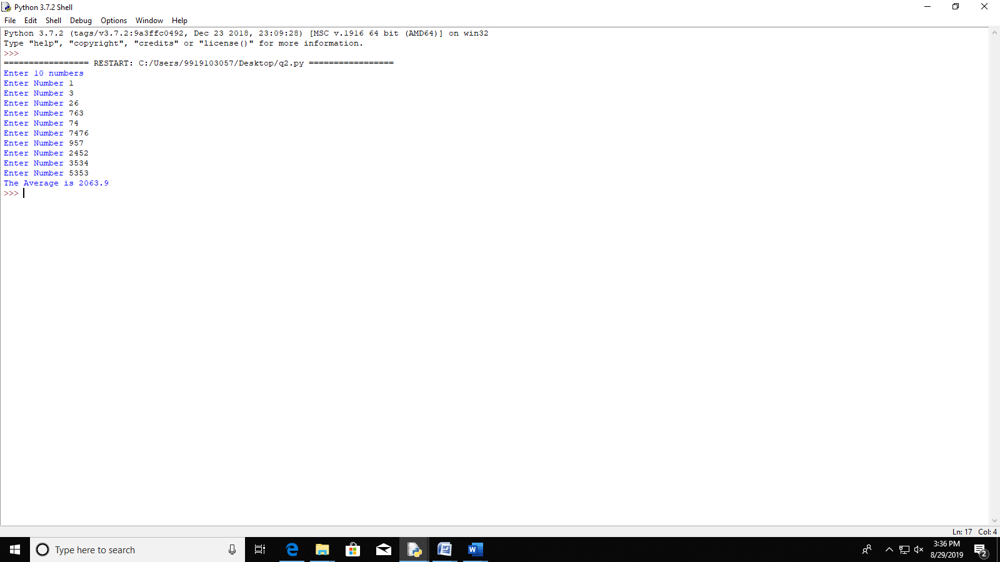 Python 3.7.2 Shell
File Edit Shell Debug Options Window Help
Python 3.7.2 (tags/v3.7.2:9a3ffc0492, Dec 23 2018, 23:09:28) [MSC v.1916 64 bit (AMD64)] on win32
Type "help", "copyright", "credits" or "license()" for more information.
>>>
================= RESTART: C:/Users/9919103057/Desktop/q2.py =================
Enter 10 numbers
Enter Number 1
Enter Number 3
Enter Number 26
Enter Number 763
Enter Number 74
Enter Number 7476
Enter Number 957
Enter Number 2452
Enter Number 3534
Enter Number 5353
The Average is 2063.9
>>>
Ln: 17 Col: 4
Type here to search
3:36 PM
8/29/2019
2